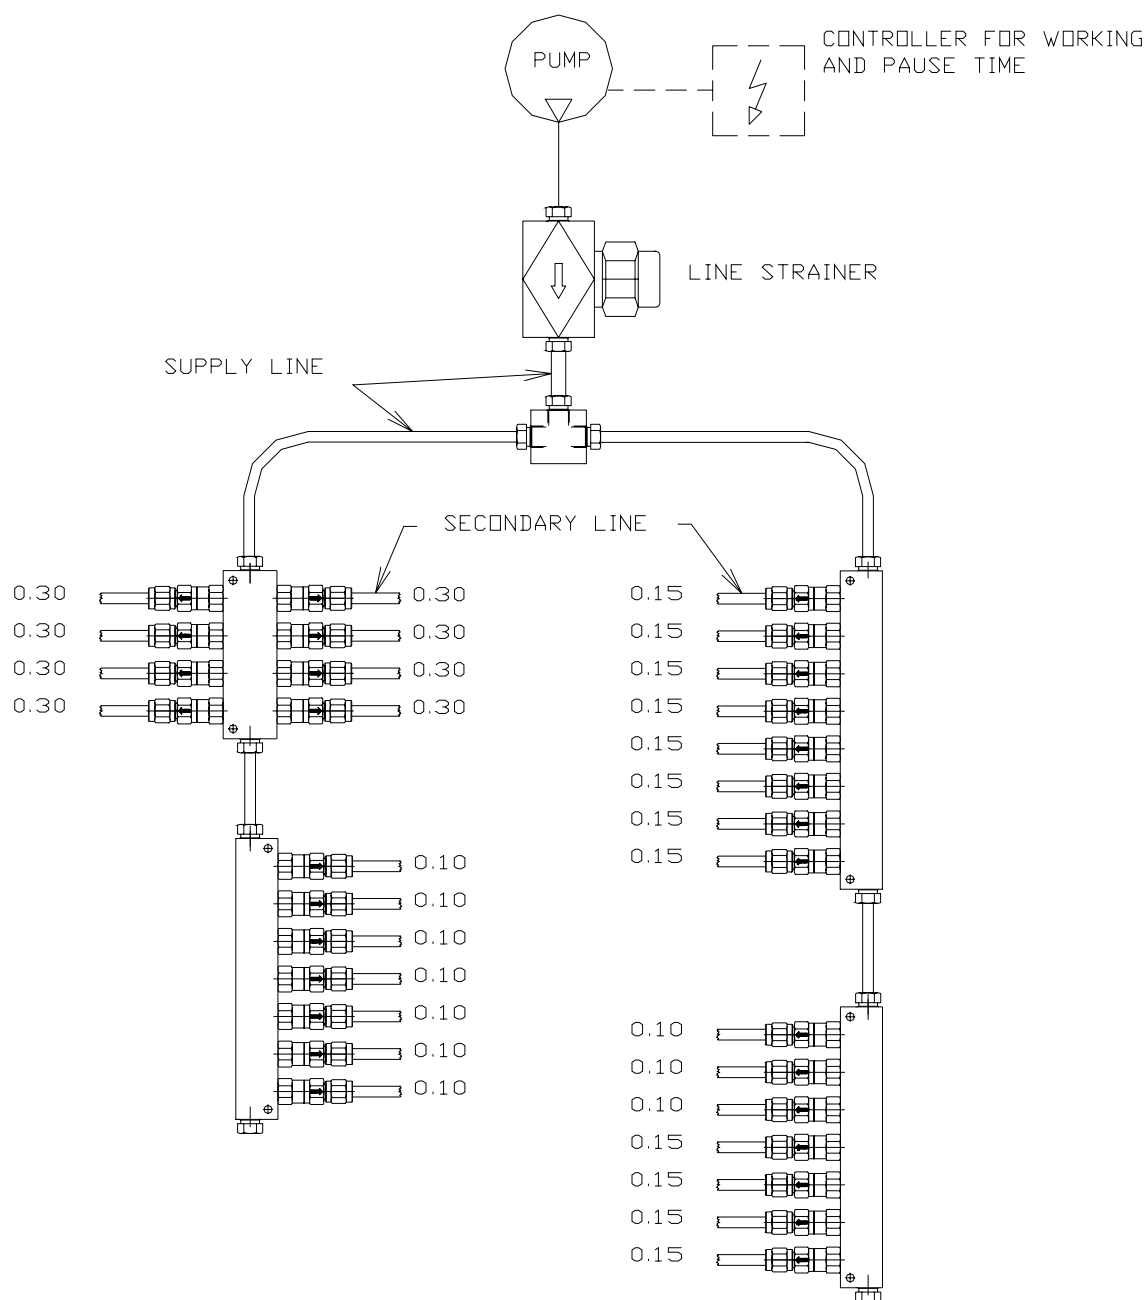 PUMP
CONTROLLER FOR WORKING
AND PAUSE TIME
LINE STRAINER
SUPPLY LINE
SECONDARY LINE
0.30 0.30 0.15
0.30 0.30 0.15
0.30 0.30 0.15
0.30 0.30 0.15
0.15
0.15
0.15
0.10 0.15
0.10
0.10
0.10
0.10 0.10
0.10 0.10
0.10 0.10
0.15
0.15
0.15
0.15